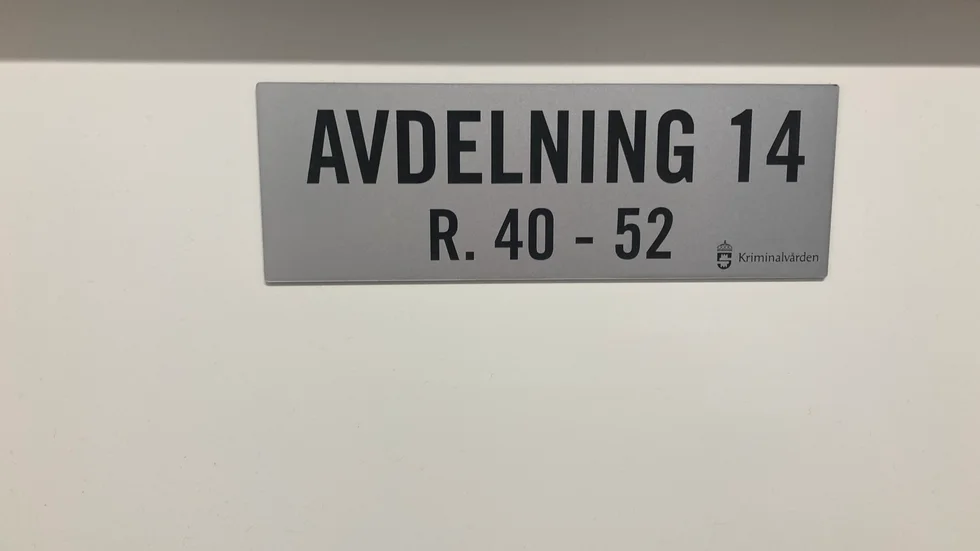 AVDELNING 14
R. 40 - 52
Kriminalvården